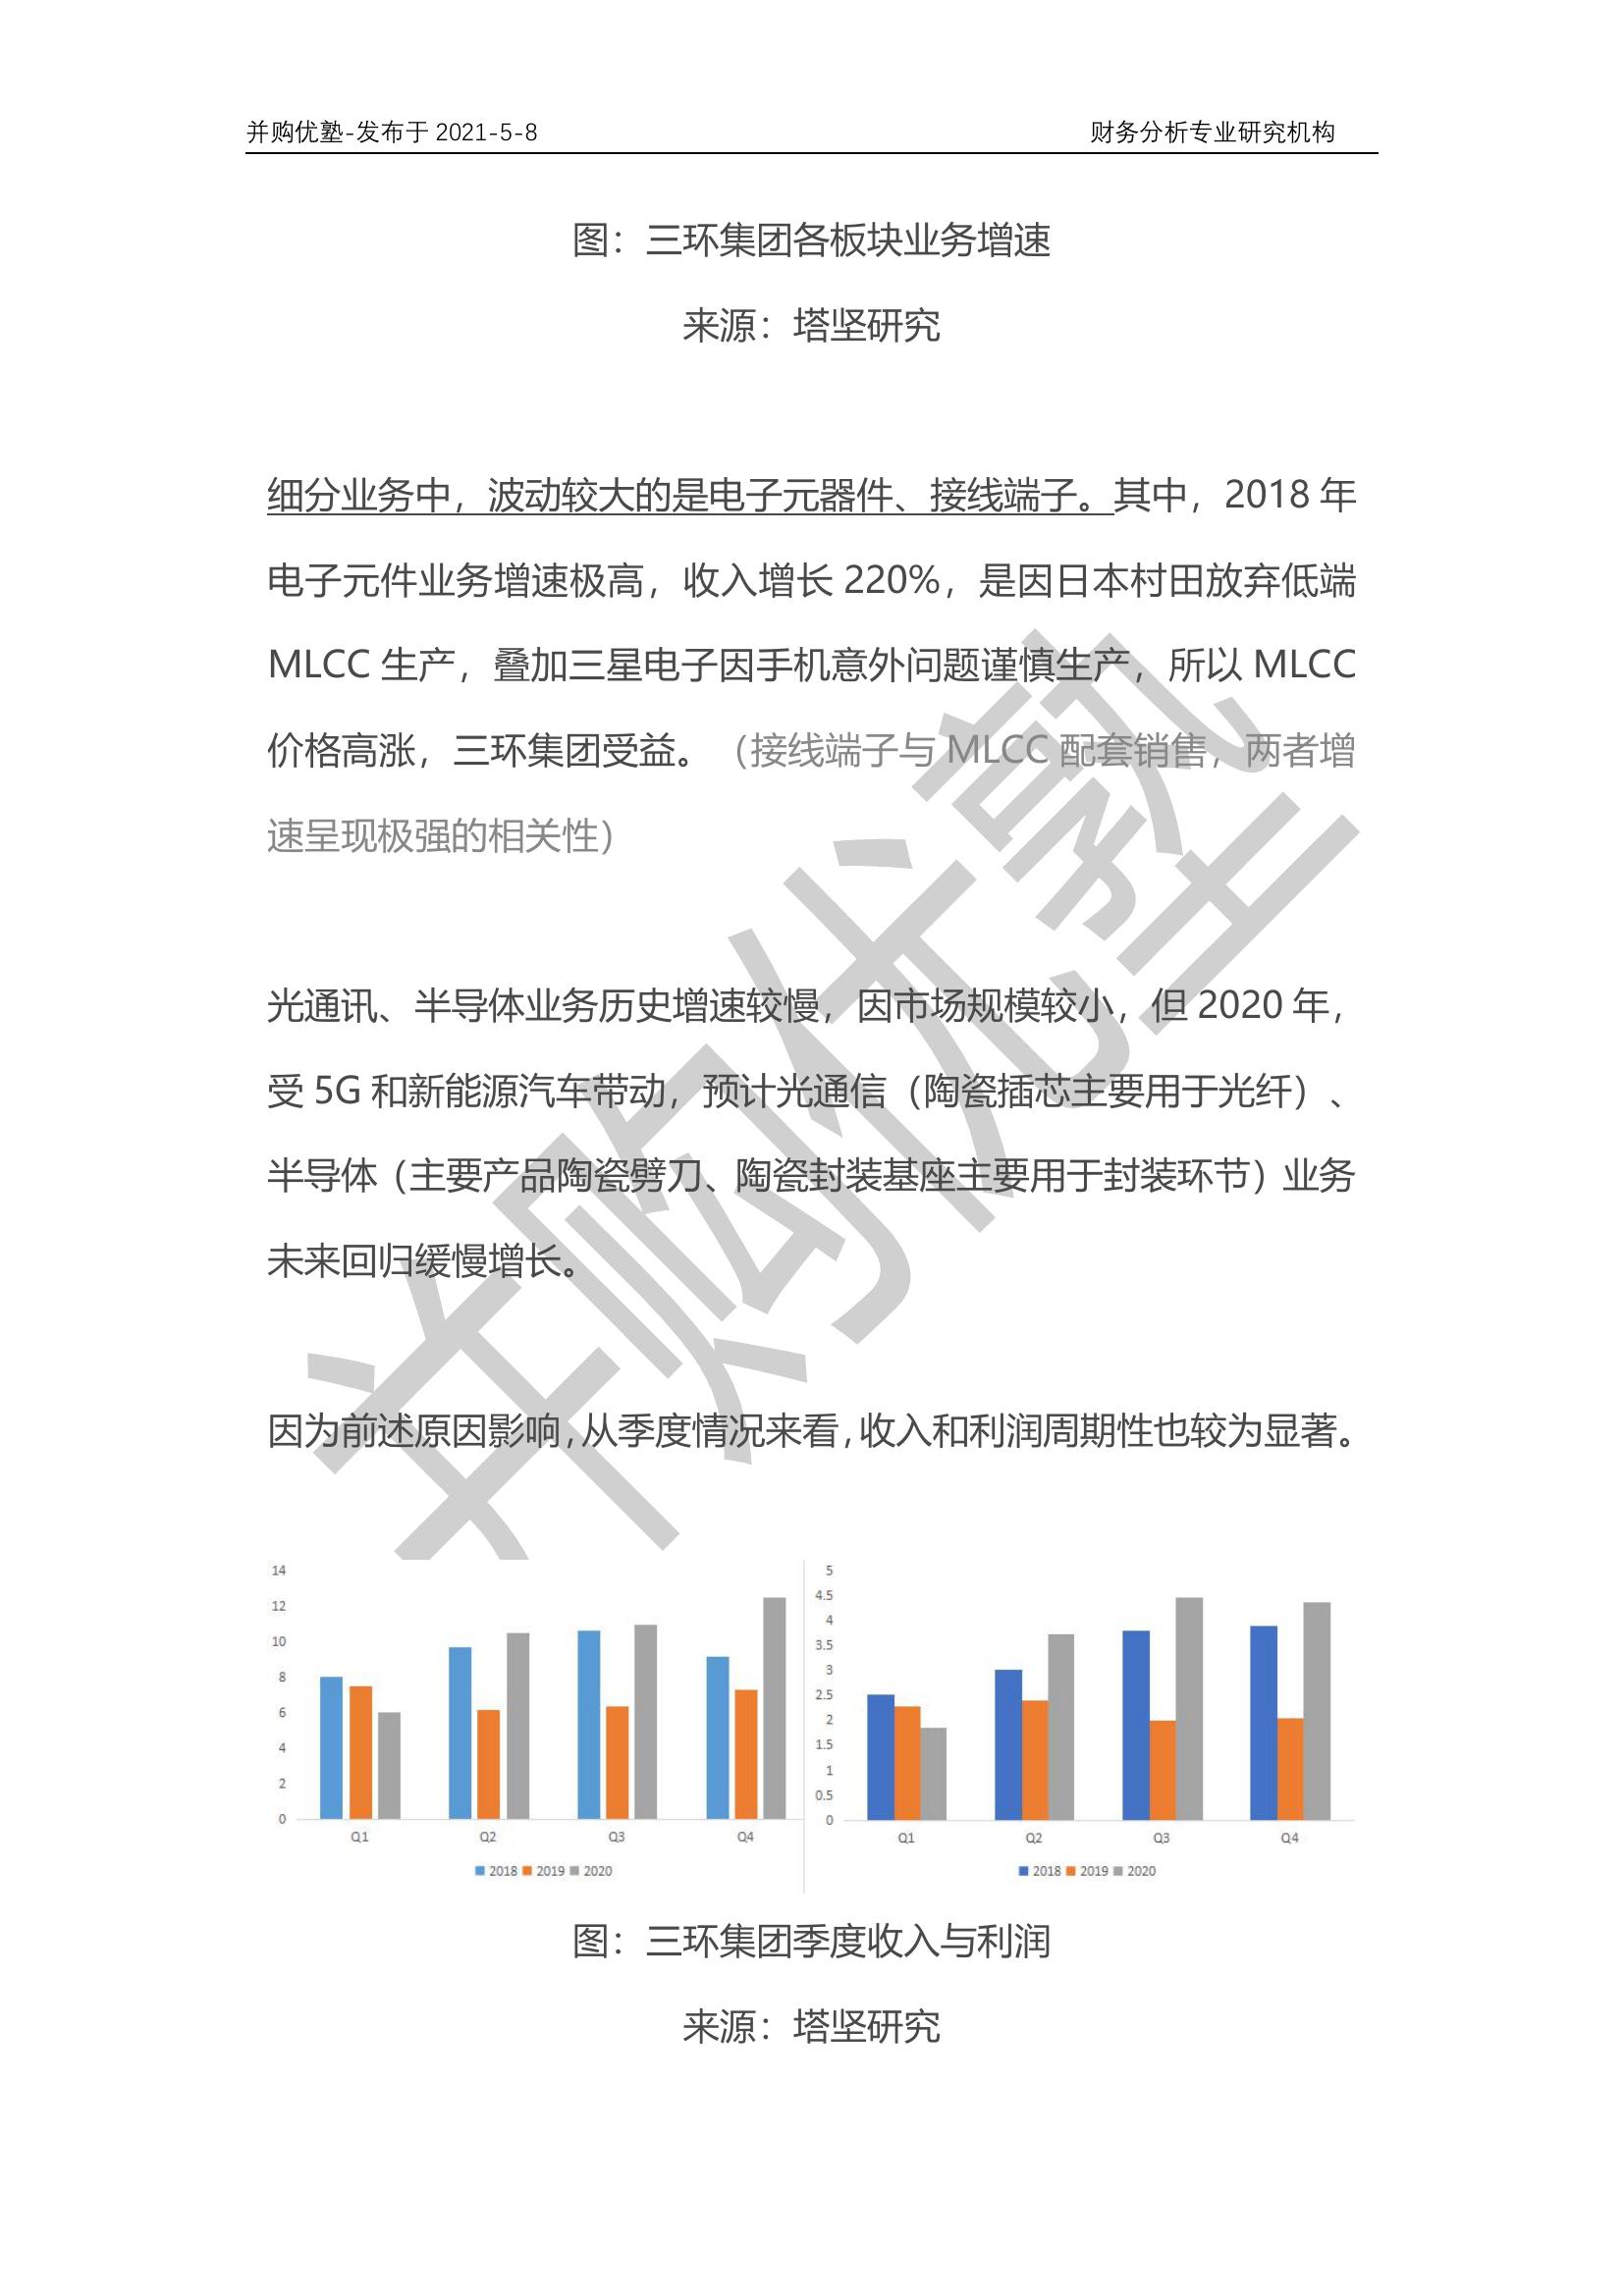 并购优塾-发布于 2021-5-8 财务分析专业研究机构
图：三环集团各板块业务增速
来源：塔坚研究
细分业务中，波动较大的是电子元器件、接线端子。其中，2018 年
电子元件业务增速极高，收入增长 220%，是因日本村田放弃低端
MLCC 生产，叠加三星电子因手机意外问题谨慎生产，所以 MLCC
价格高涨，三环集团受益。（接线端子与 MLCC 配套销售，两者增
速呈现极强的相关性）
光通讯、半导体业务历史增速较慢，因市场规模较小，但 2020 年，
受 5G 和新能源汽车带动，预计光通信（陶瓷插芯主要用于光纤）、
半导体（主要产品陶瓷劈刀、陶瓷封装基座主要用于封装环节）业务
未来回归缓慢增长。
因为前述原因影响，从季度情况来看，收入和利润周期性也较为显著。
并购优塾
14
12
10
8
6
4
2
0
Q1 Q2 Q3 Q4
2018 2019 2020
5
4.5
4
3.5
3
2.5
2
1.5
1
0.5
0
Q1 Q2 Q3 Q4
2018 2019 2020
图：三环集团季度收入与利润
来源：塔坚研究